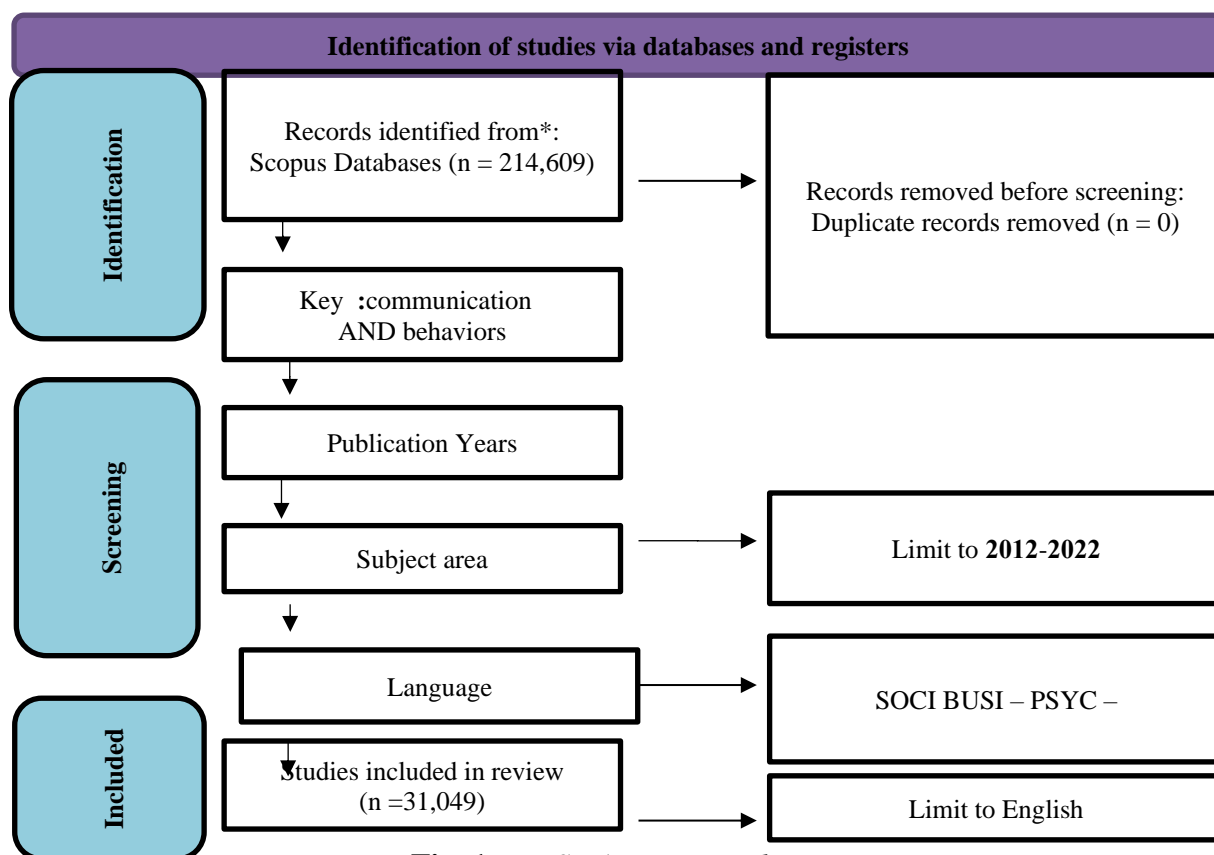 Identification of studies via databases and registers
Identification
Records identified from*:
Scopus Databases (n = 214,609)
Records removed before screening:
Duplicate records removed (n = 0)
Key :communication
AND behaviors
Screening
Publication Years
Subject area
Limit to 2012-2022
Language
SOCI BUSI – PSYC –
Included
Studies included in review
(n =31,049)
Limit to English